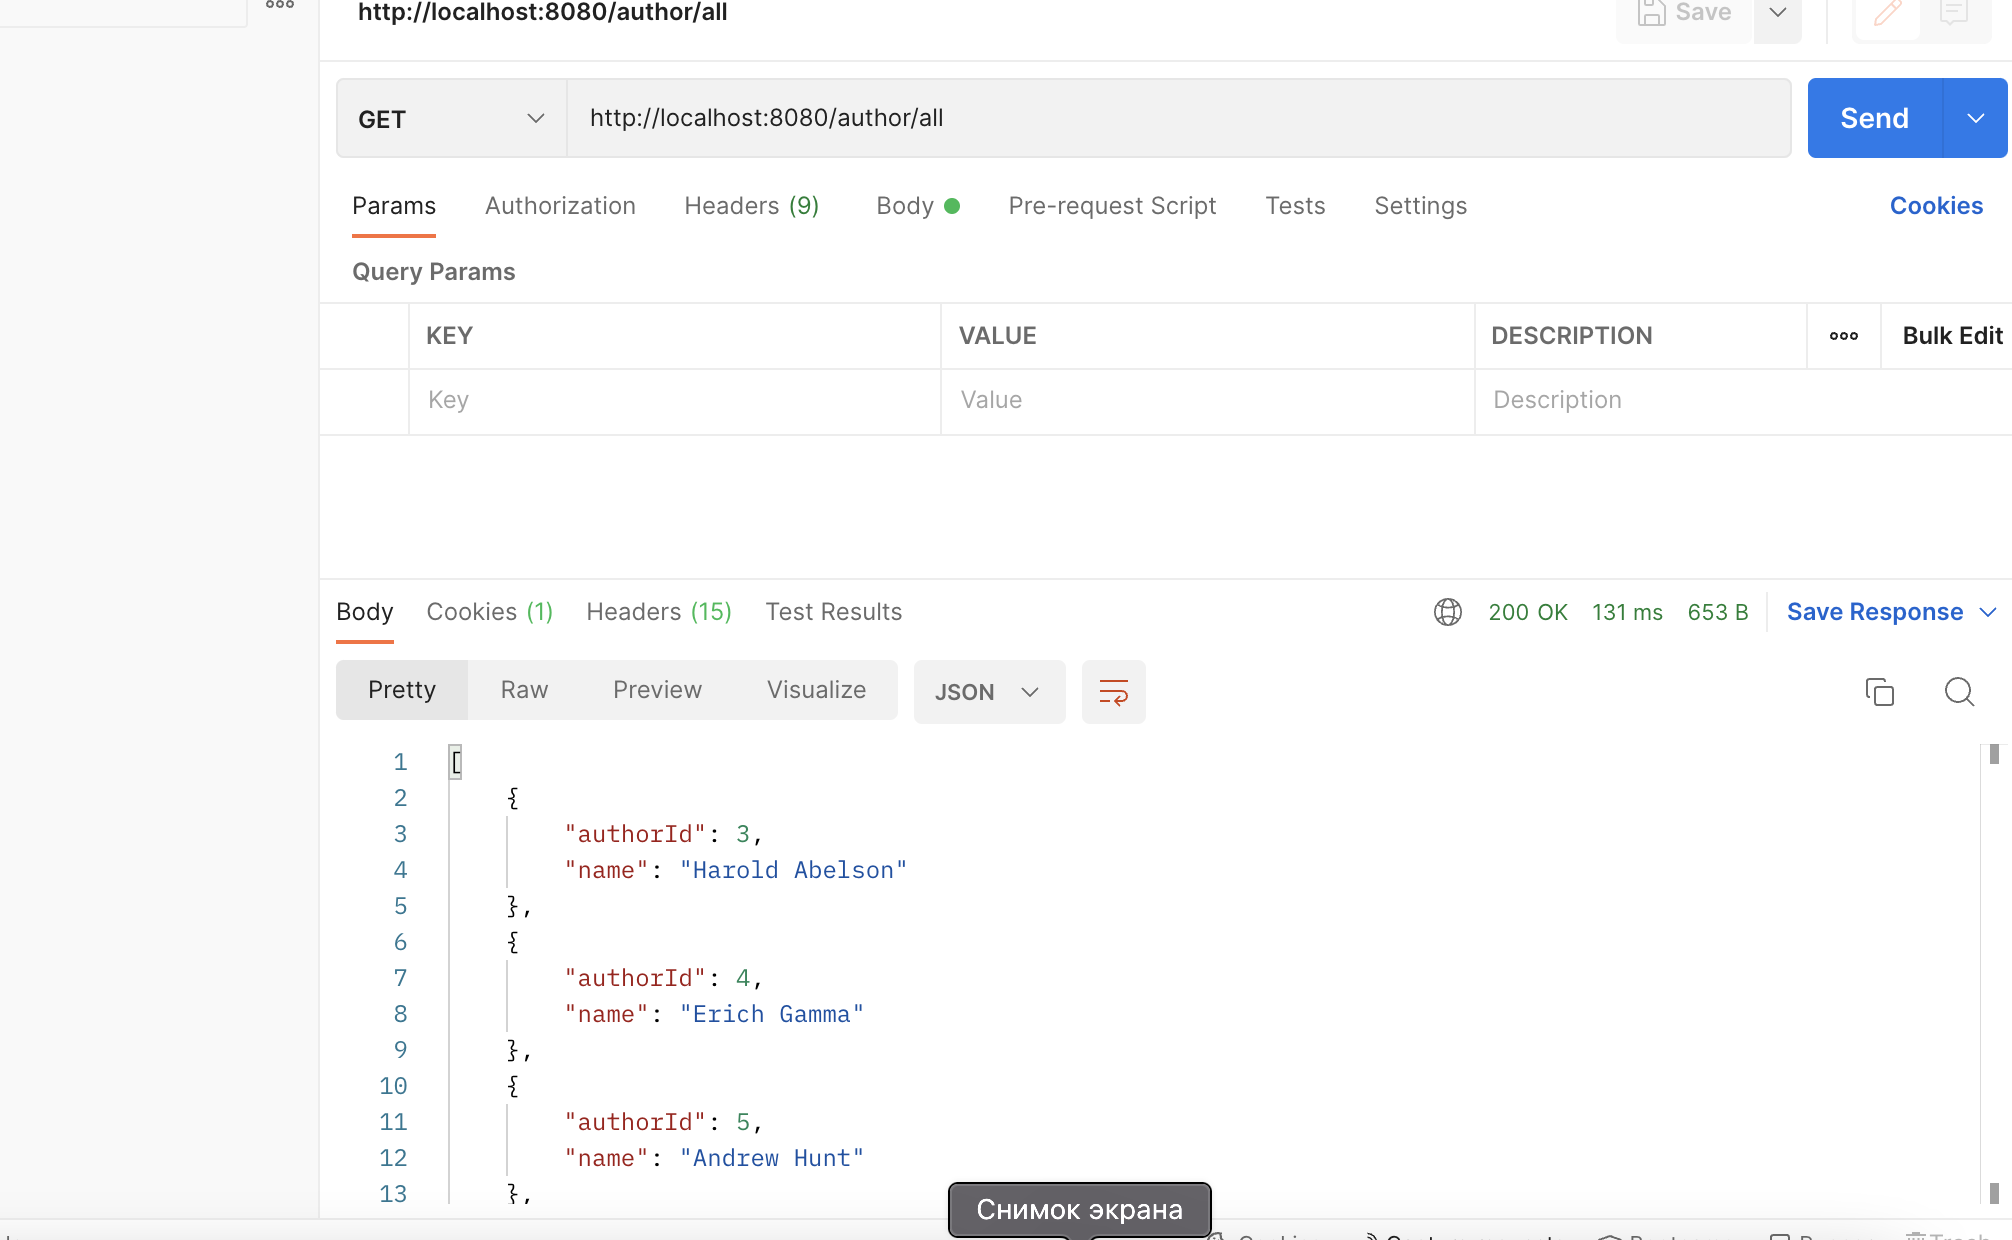 http://localhost:8080/author/all
Save
GET http://localhost:8080/author/all Send
Params Authorization Headers (9) Body Pre-request Script Tests Settings Cookies
Query Params
KEY VALUE DESCRIPTION Bulk Edit
Key Value Description
Body Cookies (1) Headers (15) Test Results 200 OK 131 ms 653 B Save Response
Pretty Raw Preview Visualize JSON
1 [
2 {
3 "authorId": 3,
4 "name": "Harold Abelson"
5 },
6 {
7 "authorId": 4,
8 "name": "Erich Gamma"
9 },
10 {
11 "authorId": 5,
12 "name": "Andrew Hunt"
13 },
Снимок экрана